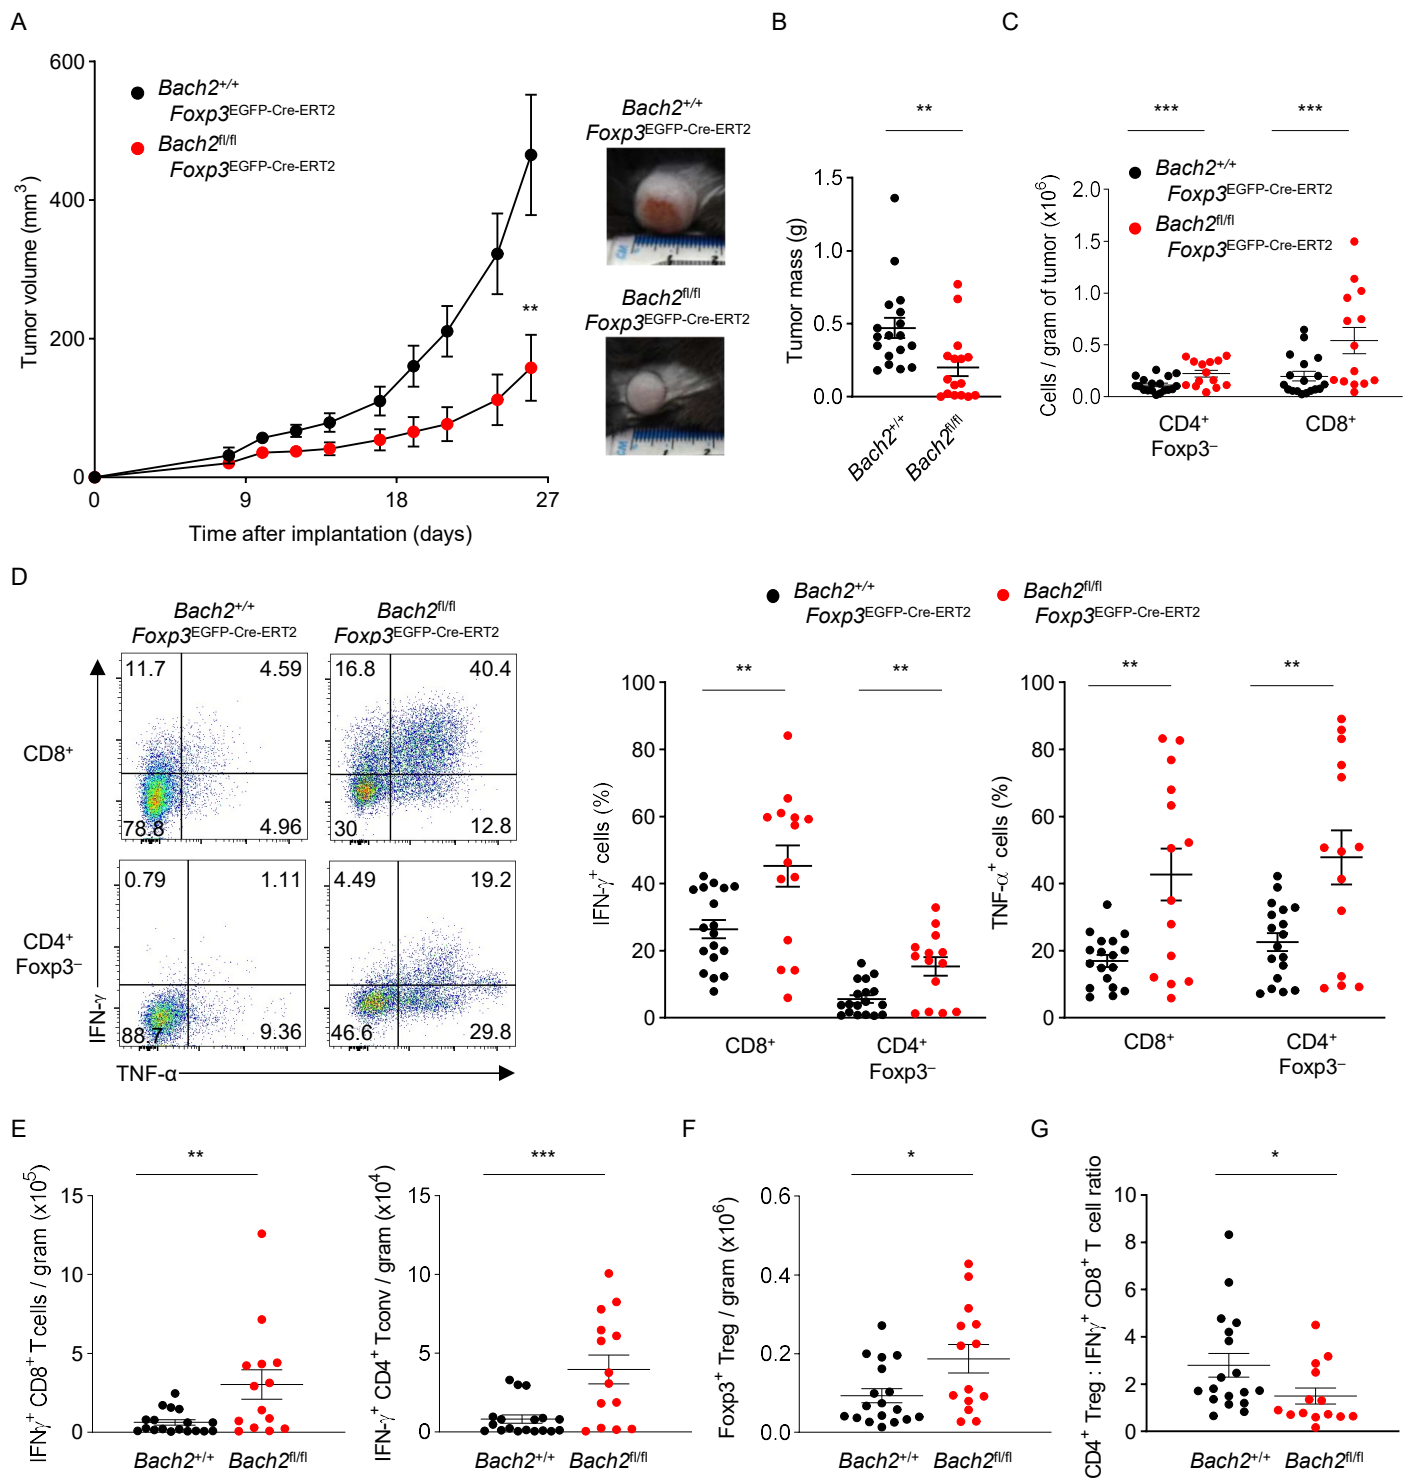 A
Tumor volume (mm³)
600
400
200
0
0
9
18
27
Time after implantation (days)
Bach2+/+
Foxp3EGFP-Cre-ERT2
Bach2fl/fl
Foxp3EGFP-Cre-ERT2
**
Bach2+/+
Foxp3EGFP-Cre-ERT2
CM
1
Bach2fl/fl
Foxp3EGFP-Cre-ERT2
CM
B
**
Tumor mass (g)
1.5
1.0
0.5
0.0
Bach2+/+
Bach2fl/fl
C
***
***
Bach2+/+
Foxp3EGFP-Cre-ERT2
Bach2fl/fl
Foxp3EGFP-Cre-ERT2
Cells / gram of tumor (x10⁶)
2.0
1.5
1.0
0.5
0.0
CD4+
Foxp3–
CD8+
D
Bach2+/+
Foxp3EGFP-Cre-ERT2
Bach2fl/fl
Foxp3EGFP-Cre-ERT2
CD8+
11.7
4.59
78.8
4.96
16.8
40.4
30
12.8
CD4+
Foxp3–
0.79
1.11
88.7
9.36
4.49
19.2
46.6
29.8
IFN-γ
TNF-α
Bach2+/+
Foxp3EGFP-Cre-ERT2
Bach2fl/fl
Foxp3EGFP-Cre-ERT2
**
**
IFN-γ+ cells (%)
100
80
60
40
20
0
CD8+
CD4+
Foxp3–
**
**
TNF-α+ cells (%)
100
80
60
40
20
0
CD8+
CD4+
Foxp3–
E
**
IFNγ+ CD8+ Tcells / gram (x10⁵)
15
10
5
0
Bach2+/+
Bach2fl/fl
***
IFN-γ+ CD4+ Tconv / gram (x10⁴)
15
10
5
0
Bach2+/+
Bach2fl/fl
F
*
Foxp3+ Treg / gram (x10⁶)
0.6
0.4
0.2
0.0
Bach2+/+
Bach2fl/fl
G
*
CD4+ Treg : IFNγ+ CD8+ T cell ratio
10
8
6
4
2
0
Bach2+/+
Bach2fl/fl